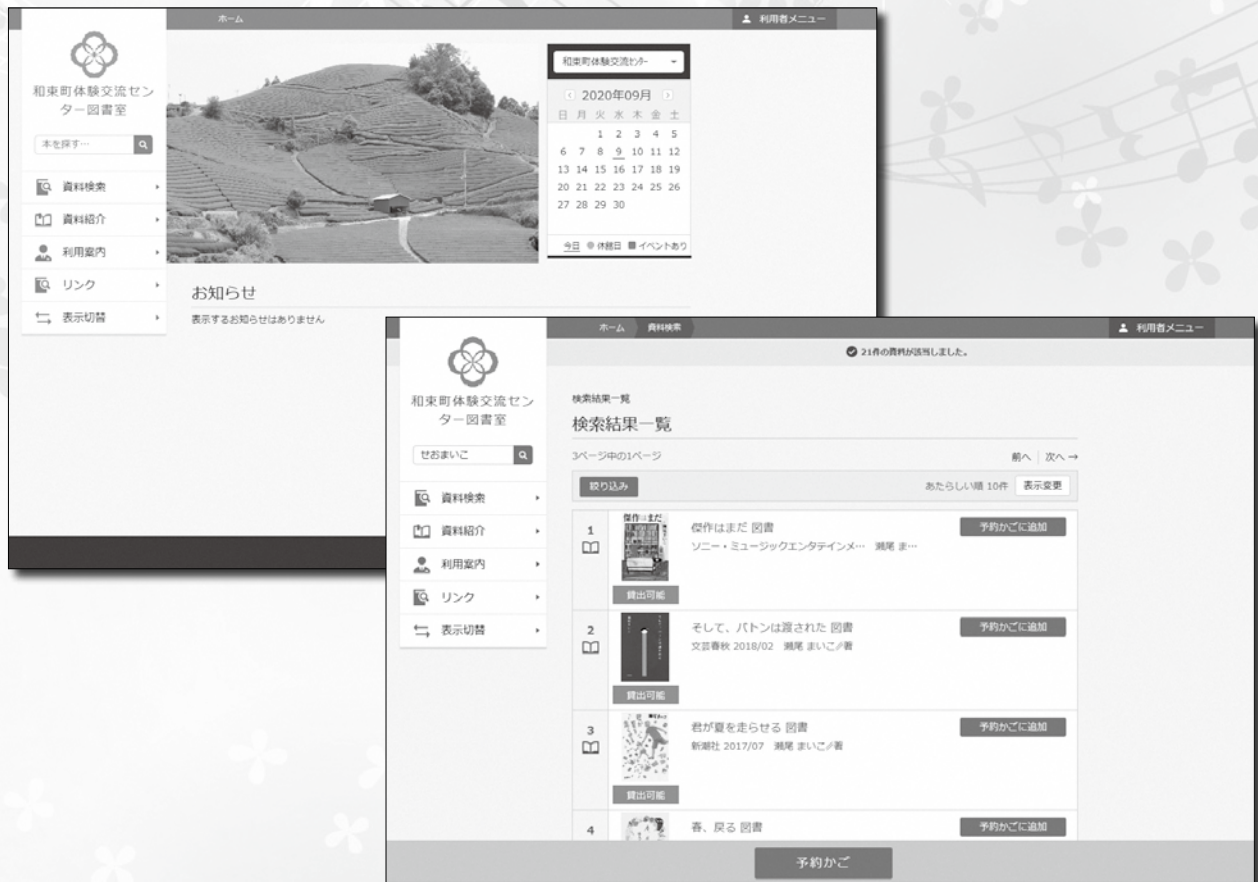 ホーム
利用者メニュー
和束町体験交流セン
ター図書室
本を探す…
資料検索
資料紹介
利用案内
リンク
表示切替
和束町体験交流センター
2020年09月
日 月 火 水 木 金 土
1 2 3 4 5
6 7 8 9 10 11 12
13 14 15 16 17 18 19
20 21 22 23 24 25 26
27 28 29 30
今日 休館日 イベントあり
お知らせ
表示するお知らせはありません
ホーム 資料検索
利用者メニュー
21件の資料が該当しました。
和束町体験交流セン
ター図書室
せおまいこ
資料検索
資料紹介
利用案内
リンク
表示切替
検索結果一覧
検索結果一覧
3ページ中の1ページ
前へ | 次へ →
絞り込み
あたらしい順 10件 表示変更
1
傑作はまだ
傑作はまだ 図書
ソニー・ミュージックエンタテインメ… 瀬尾 ま…
予約かごに追加
貸出可能
2
そして、バトンは渡された 図書
文芸春秋 2018/02 瀬尾 まいこ∥著
予約かごに追加
貸出可能
3
君が夏を走らせる 図書
新潮社 2017/07 瀬尾 まいこ∥著
予約かごに追加
貸出可能
4
春、戻る 図書
予約かごに追加
予約かご